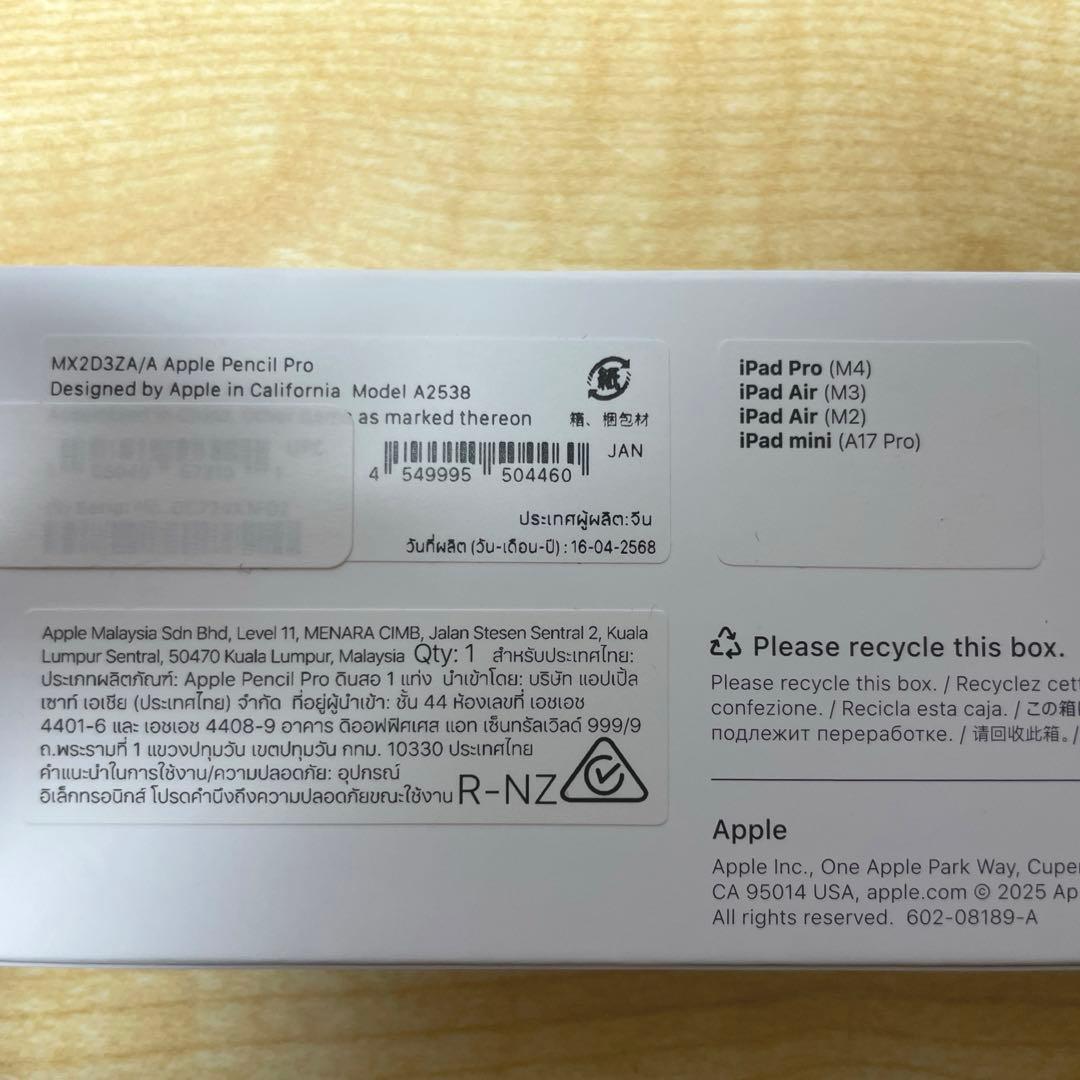 MX2D3ZA/A Apple Pencil Pro
Designed by Apple in California Model A2538
as marked thereon
紙
箱、梱包材
JAN
4 549995 504460
ประเทศผู้ผลิต:จีน
วันที่ผลิต (วัน-เดือน-ปี) : 16-04-2568
iPad Pro (M4)
iPad Air (M3)
iPad Air (M2)
iPad mini (A17 Pro)
Apple Malaysia Sdn Bhd, Level 11, MENARA CIMB, Jalan Stesen Sentral 2, Kuala
Lumpur Sentral, 50470 Kuala Lumpur, Malaysia Qty: 1 สำหรับประเทศไทย:
ประเภทผลิตภัณฑ์: Apple Pencil Pro ดินสอ 1 แท่ง นำเข้าโดย: บริษัท แอปเปิ้ล
เซาท์ เอเชีย (ประเทศไทย) จำกัด ที่อยู่ผู้นำเข้า: ชั้น 44 ห้องเลขที่ เอชเอช
4401-6 และ เอชเอช 4408-9 อาคาร ดิออฟฟิศเศส แอท เซ็นทรัลเวิลด์ 999/9
ถ.พระรามที่ 1 แขวงปทุมวัน เขตปทุมวัน กทม. 10330 ประเทศไทย
คำแนะนำในการใช้งาน/ความปลอดภัย: อุปกรณ์
อิเล็กทรอนิกส์ โปรดคำนึงถึงความปลอดภัยขณะใช้งาน R-NZ
Please recycle this box.
Please recycle this box. / Recyclez cett
confezione. / Recicla esta caja. / この箱
подлежит переработке. / 请回收此箱。/
Apple
Apple Inc., One Apple Park Way, Cuper
CA 95014 USA, apple.com © 2025 Ap
All rights reserved. 602-08189-A